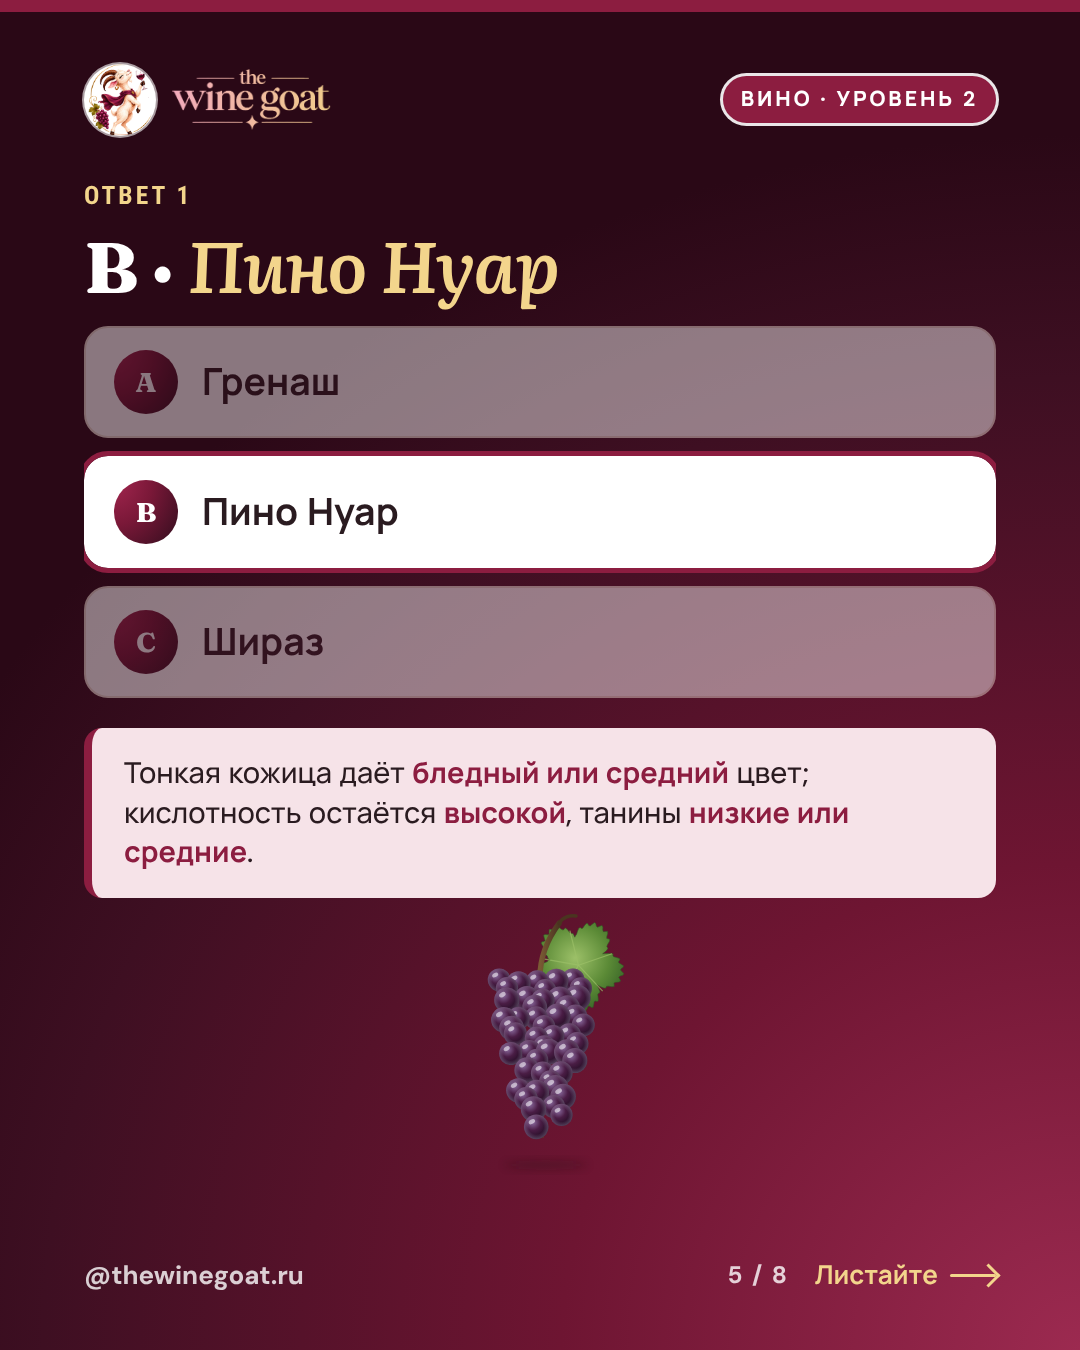 the
wine goat
ВИНО · УРОВЕНЬ 2
ОТВЕТ 1
B · Пино Нуар
A Гренаш
B Пино Нуар
C Шираз
Тонкая кожица даёт бледный или средний цвет;
кислотность остаётся высокой, танины низкие или
средние.
@thewinegoat.ru
5 / 8 Листайте